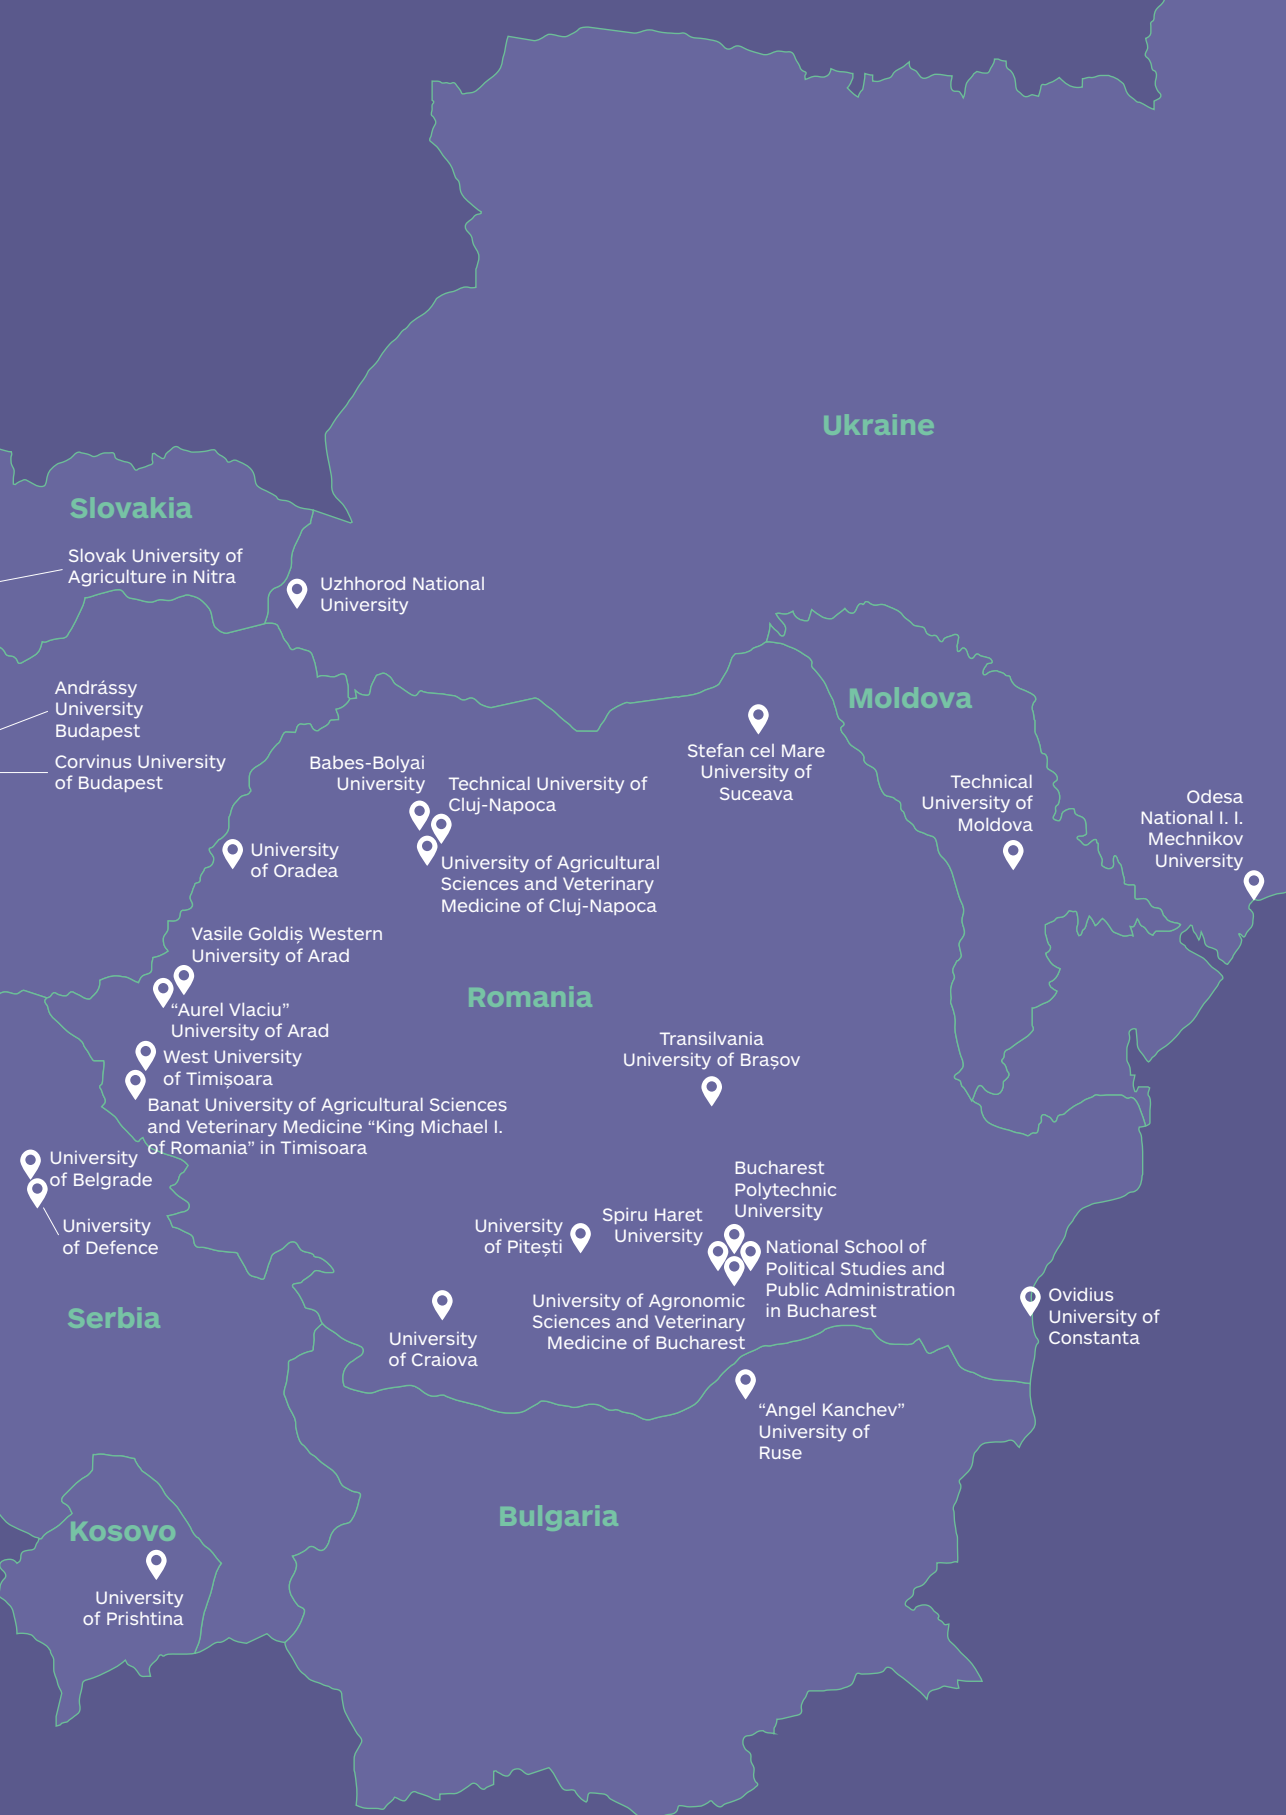 Ukraine
Slovakia
Slovak University of
Agriculture in Nitra
Uzhhorod National
University
Andrássy
University
Budapest
Corvinus University
of Budapest
Moldova
Stefan cel Mare
University of
Suceava
Babes-Bolyai
University
Technical University of
Cluj-Napoca
Technical
University of
Moldova
Odesa
National I. I.
Mechnikov
University
University
of Oradea
University of Agricultural
Sciences and Veterinary
Medicine of Cluj-Napoca
Vasile Goldiș Western
University of Arad
Romania
“Aurel Vlaciu”
University of Arad
West University
of Timișoara
Transilvania
University of Brașov
Banat University of Agricultural Sciences
and Veterinary Medicine “King Michael I.
of Romania” in Timisoara
University
of Belgrade
University
of Defence
Bucharest
Polytechnic
University
Spiru Haret
University
University
of Pitești
National School of
Political Studies and
Public Administration
in Bucharest
University of Agronomic
Sciences and Veterinary
Medicine of Bucharest
Ovidius
University of
Constanta
Serbia
University
of Craiova
“Angel Kanchev”
University of
Ruse
Bulgaria
Kosovo
University
of Prishtina